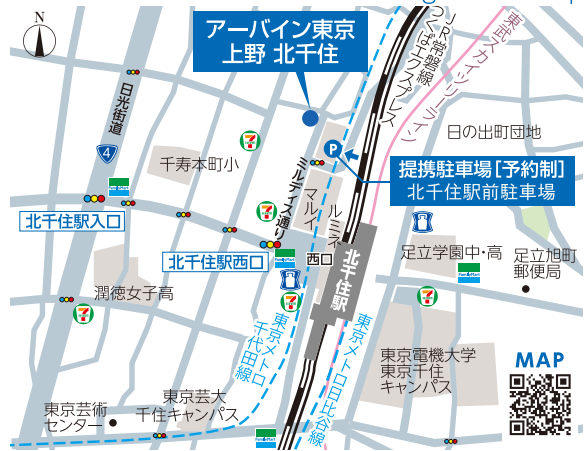 N
アーバイン東京
上野 北千住
JR常磐線
つくばエクスプレス
東武スカイツリーライン
日光街道
4
千寿本町小
日の出町団地
P
提携駐車場[予約制]
北千住駅前駐車場
ミルディス通り
マルイ
ルミネ
北千住駅入口
北千住駅西口
西口
北千住駅
足立学園中・高
足立旭町
郵便局
FamilyMart
潤徳女子高
東京メトロ
千代田線
東京メトロ日比谷線
東京電機大学
東京千住
キャンパス
MAP
東京芸大
千住キャンパス
東京芸術
センター